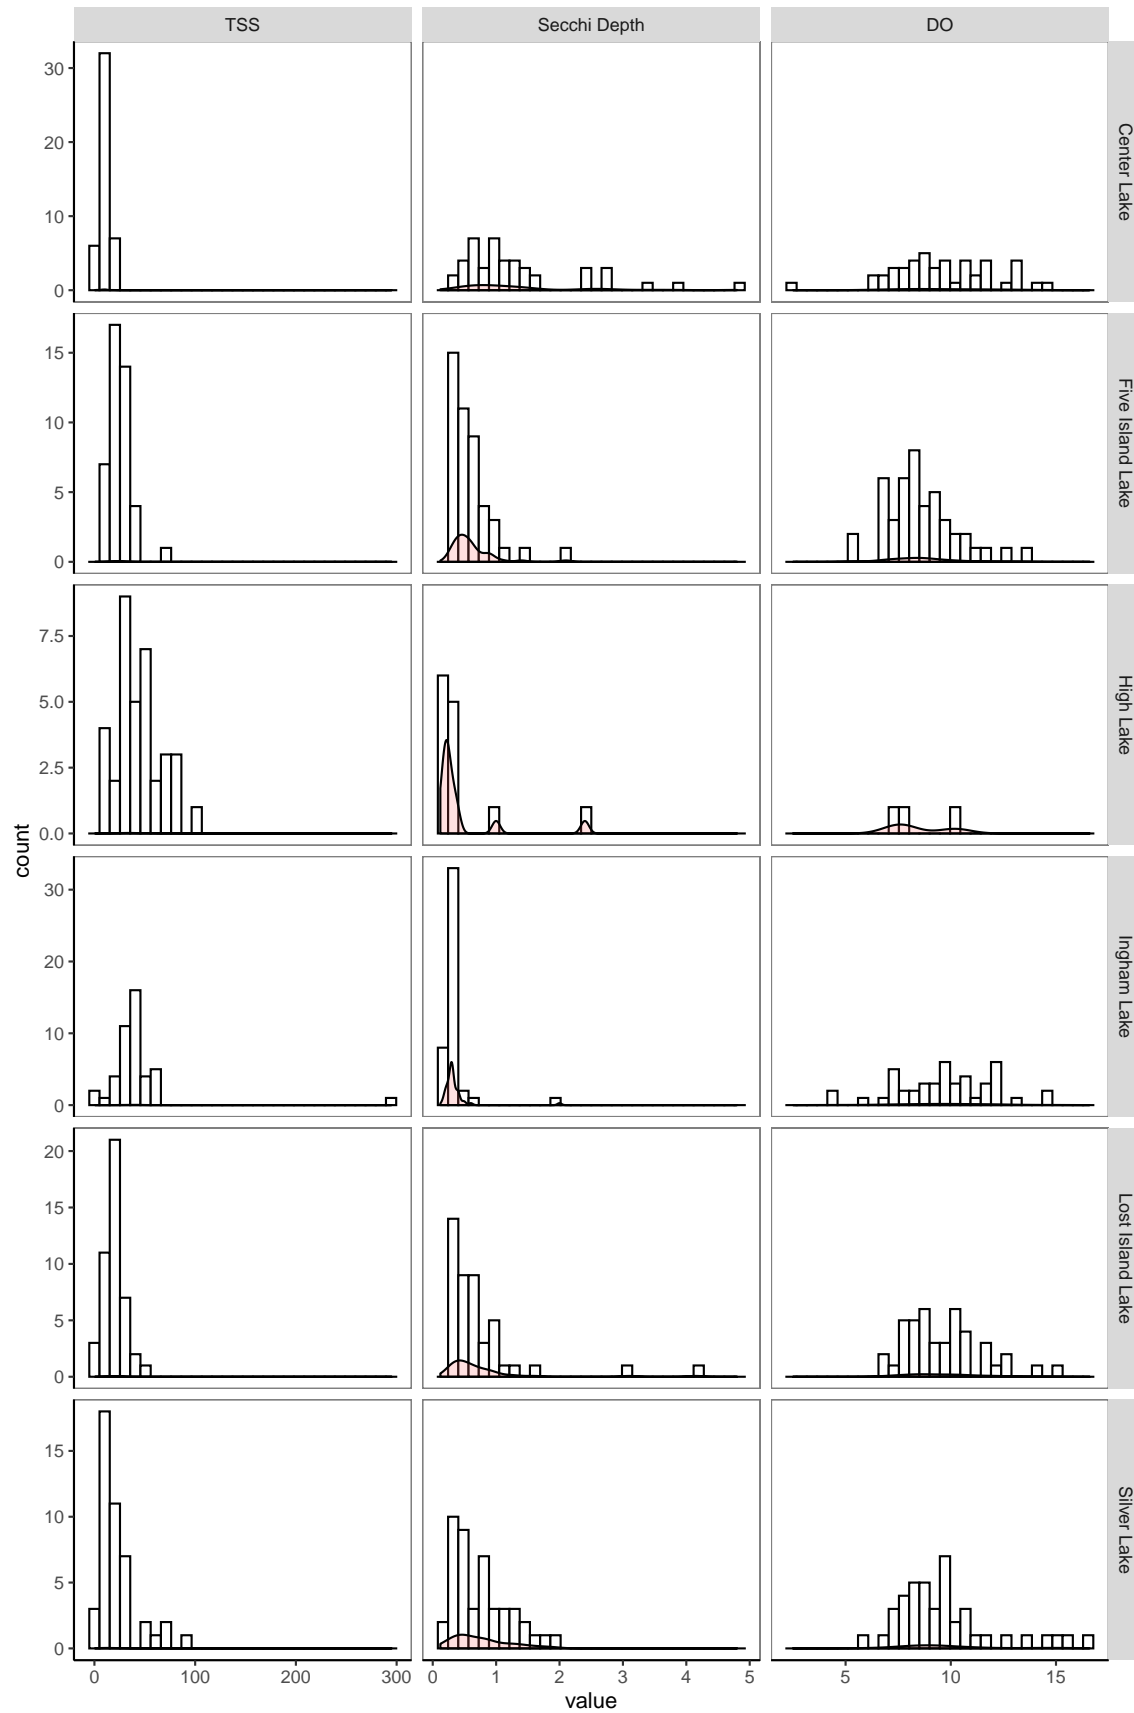 TSS Secchi Depth DO
30
20
10
0
Center Lake
15
10
5
0
Five Island Lake
7.5
5.0
2.5
0.0
High Lake
30
20
10
0
Ingham Lake
20
15
10
5
0
Lost Island Lake
15
10
5
0
Silver Lake
count
0 100 200 300 0 1 2 3 4 5 5 10 15
value